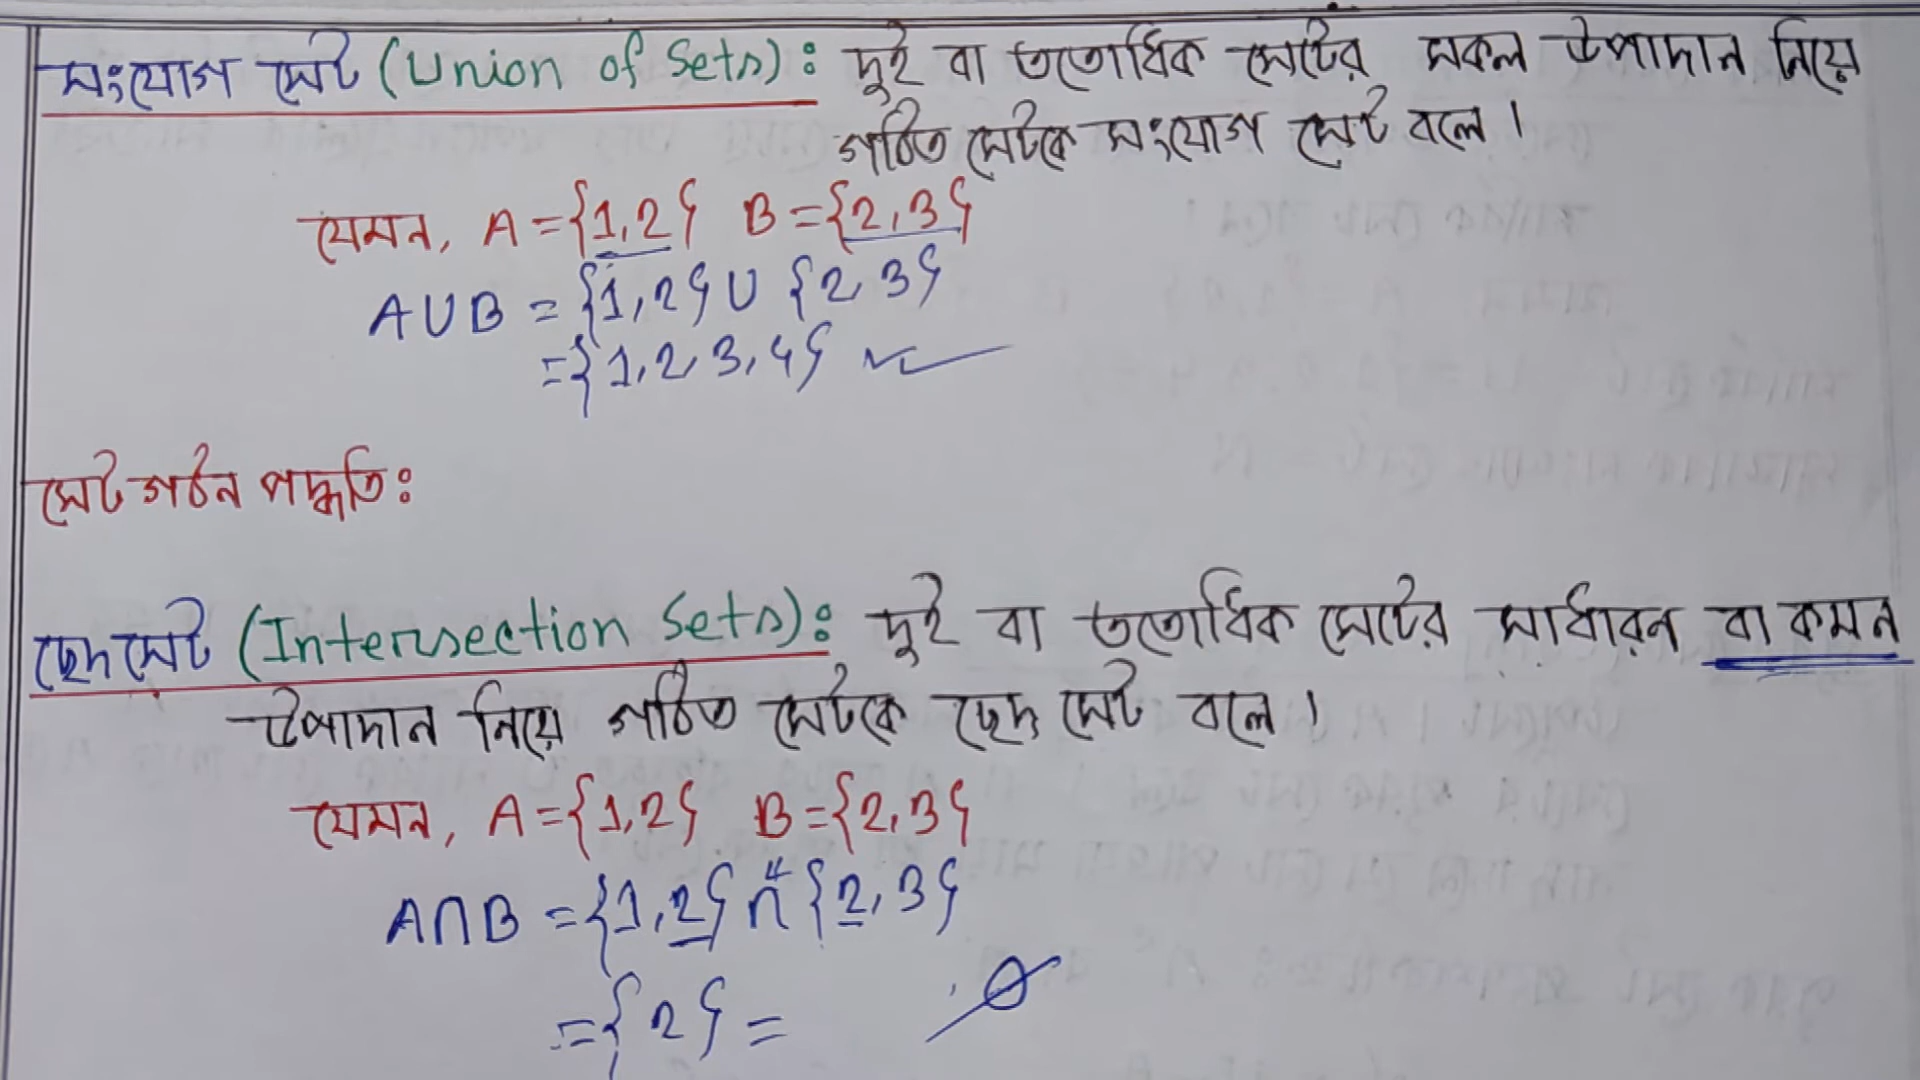 সংযোগ সেট (Union of Sets): দুই বা ততোধিক সেটের সকল উপাদান নিয়ে
গঠিত সেটকে সংযোগ সেট বলে।
যেমন, A = {1,2} B = {2,3}
A∪B = {1,2} ∪ {2,3}
= {1,2,3,4}
সেট গঠন পদ্ধতি:
ছেদ সেট (Intersection Sets): দুই বা ততোধিক সেটের সাধারন বা কমন
উপাদান নিয়ে গঠিত সেটকে ছেদ সেট বলে।
যেমন, A = {1,2} B = {2,3}
A∩B = {1,2} ∩ {2,3}
= {2} = Ø